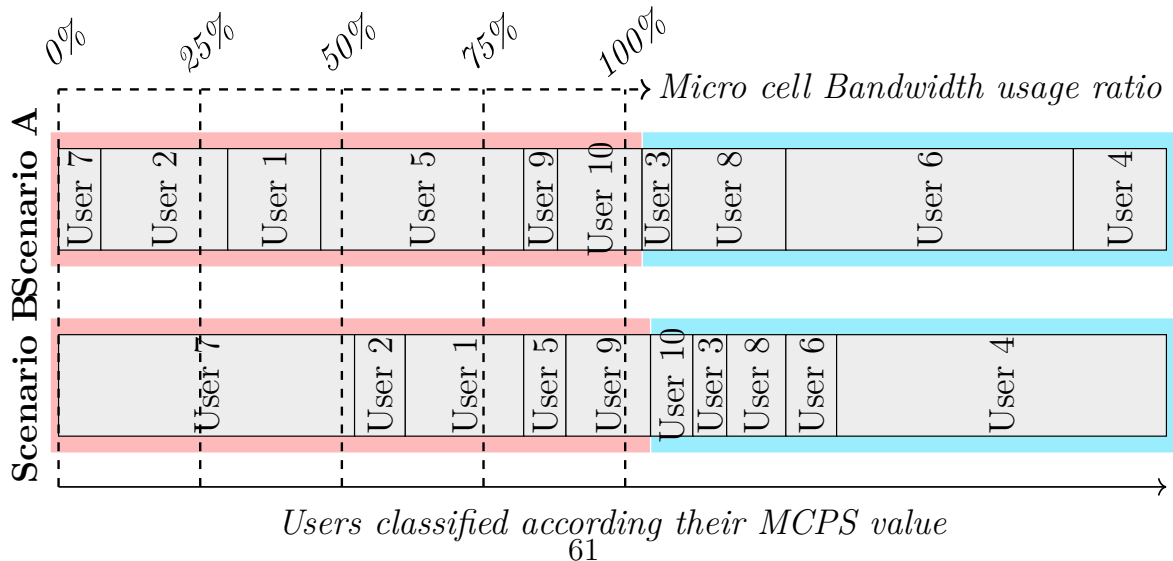 0% 25% 50% 75% 100%
Micro cell Bandwidth usage ratio
Scenario A
User 7 User 2 User 1 User 5 User 9 User 10 User 3 User 8 User 6 User 4
Scenario B
User 7 User 2 User 1 User 5 User 9 User 10 User 3 User 8 User 6 User 4
Users classified according their MCPS value
61